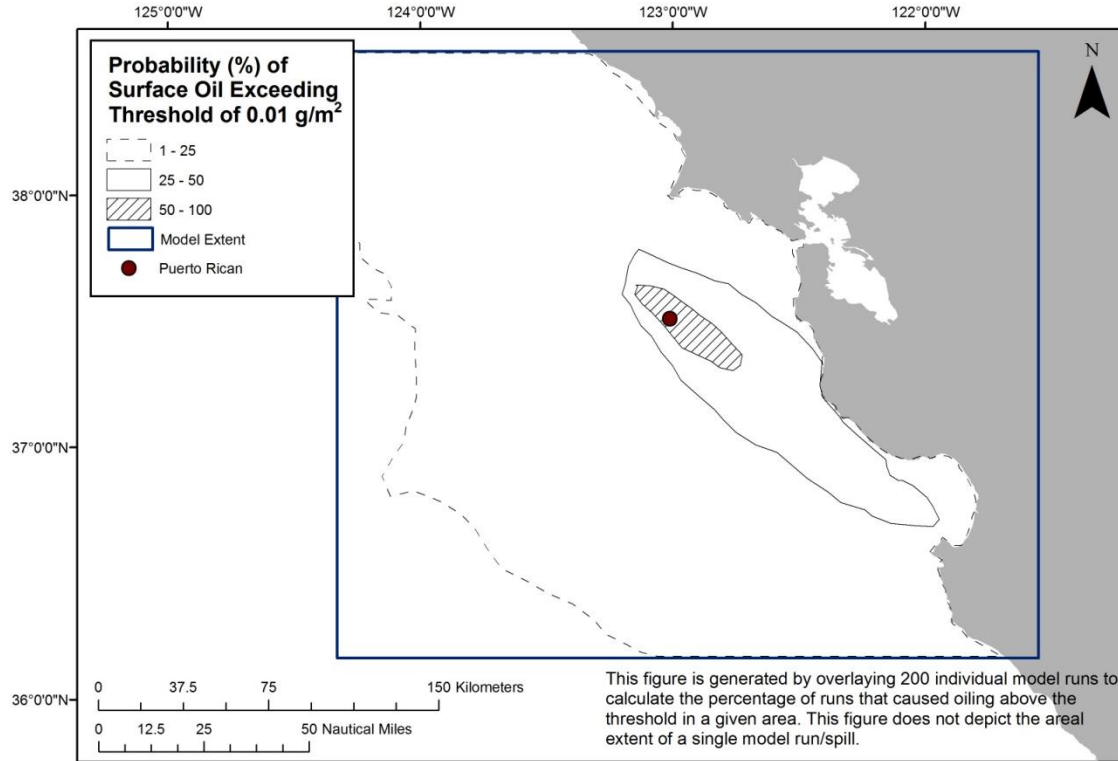 125°0'0"W 124°0'0"W 123°0'0"W 122°0'0"W
Probability (%) of
Surface Oil Exceeding
Threshold of 0.01 g/m²
1 - 25
25 - 50
50 - 100
Model Extent
Puerto Rican
N
38°0'0"N
37°0'0"N
36°0'0"N
0 37.5 75 150 Kilometers
0 12.5 25 50 Nautical Miles
This figure is generated by overlaying 200 individual model runs to
calculate the percentage of runs that caused oiling above the
threshold in a given area. This figure does not depict the areal
extent of a single model run/spill.